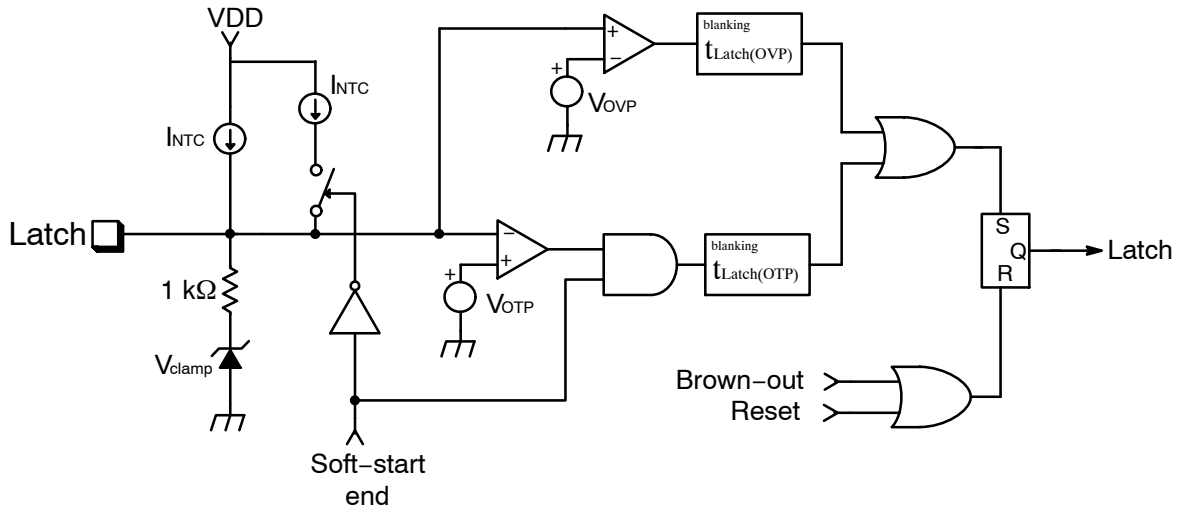 VDD
INTC
INTC
Latch
1 kΩ
Vclamp
Soft−start
end
+
−
+
VOVP
blanking
tLatch(OVP)
−
+
+
VOTP
blanking
tLatch(OTP)
S
Q
R
Latch
Brown−out
Reset